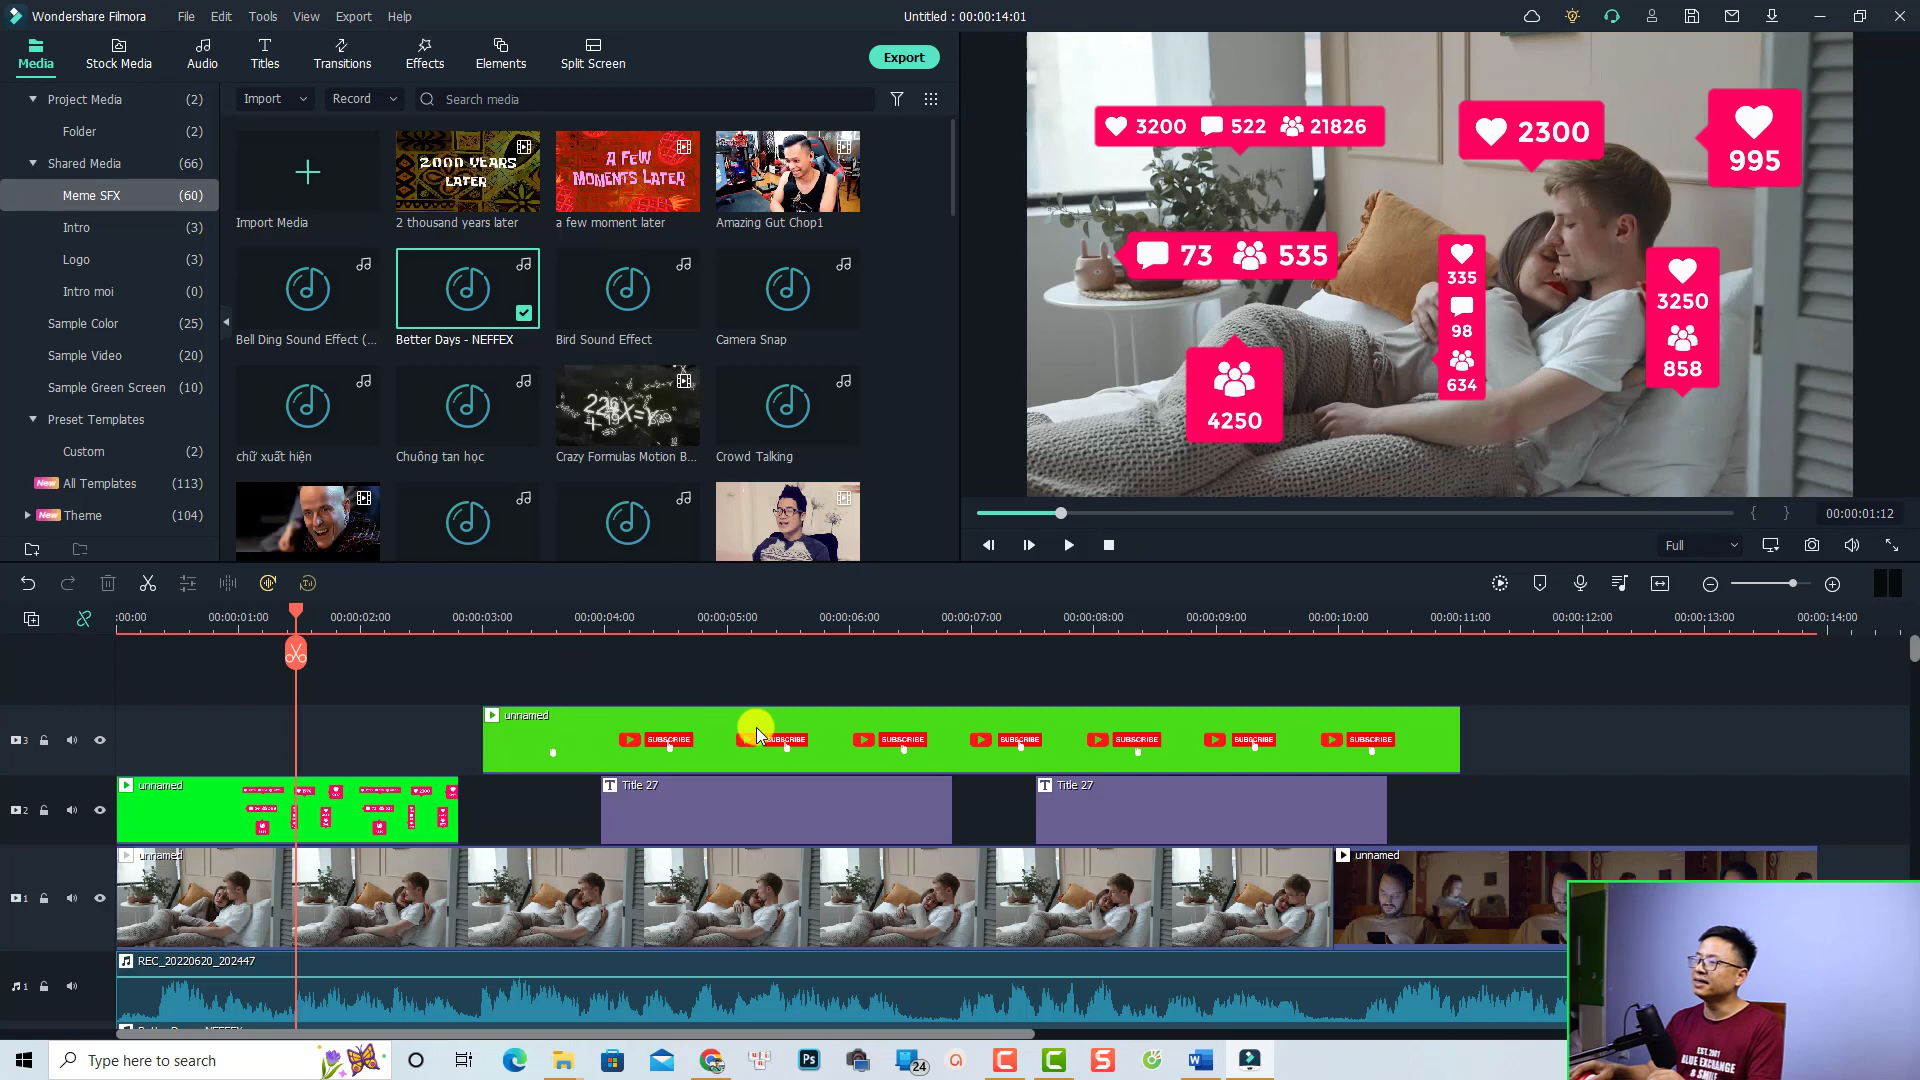 Wondershare Filmora File Edit Tools View Export Help Untitled : 00:00:14:01
Media Stock Media Audio Titles Transitions Effects Elements Split Screen Export
Project Media (2)
Folder (2)
Shared Media (66)
Meme SFX (60)
Intro (3)
Logo (3)
Intro moi (0)
Sample Color (25)
Sample Video (20)
Sample Green Screen (10)
Preset Templates
Custom (2)
New All Templates (113)
New Theme (104)
Import Record Search media
2000 YEARS LATER
A FEW MOMENTS LATER
Import Media 2 thousand years later a few moment later Amazing Gut Chop1
Bell Ding Sound Effect (... Better Days - NEFFEX Bird Sound Effect Camera Snap
chữ xuất hiện Chuông tan học Crazy Formulas Motion B... Crowd Talking
3200 522 21826
2300
995
73 535
335
98
634
3250
858
4250
00:00:01:12
Full
:00:00 00:00:01:00 00:00:02:00 00:00:03:00 00:00:04:00 00:00:05:00 00:00:06:00 00:00:07:00 00:00:08:00 00:00:09:00 00:00:10:00 00:00:11:00 00:00:12:00 00:00:13:00 00:00:14:00
3
unnamed
SUBSCRIBE SUBSCRIBE SUBSCRIBE SUBSCRIBE SUBSCRIBE SUBSCRIBE SUBSCRIBE
2
unnamed Title 27 Title 27
1
unnamed unnamed
REC_20220620_202447
1
EST. 2001
BLUE EXCHANGE
Type here to search
Ps
24